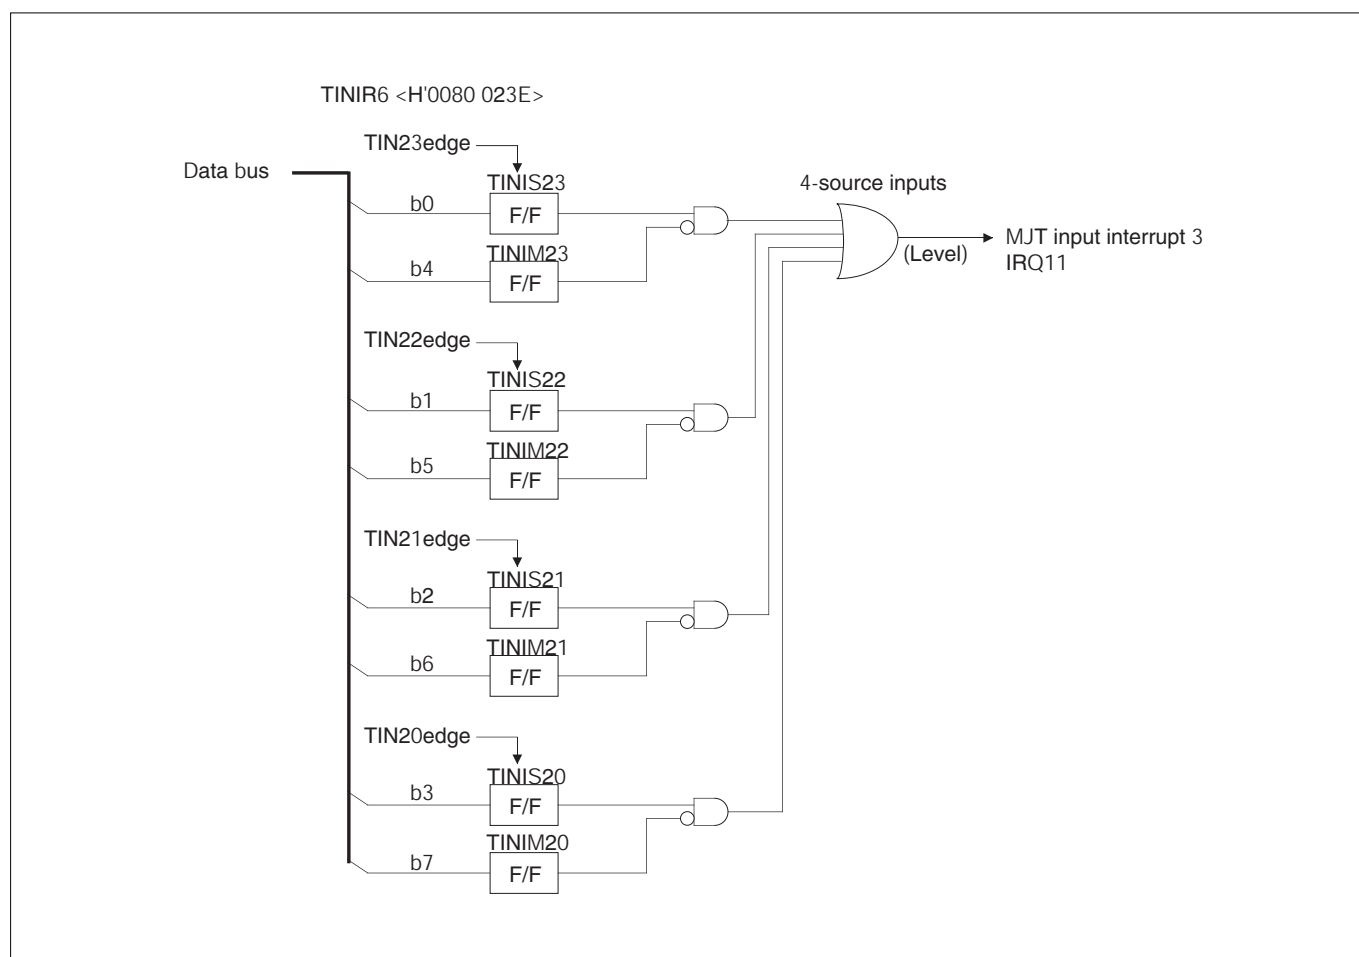 TINIR6 <H'0080 023E>
TIN23edge
Data bus
TINIS23
4-source inputs
b0
F/F
MJT input interrupt 3
(Level)
IRQ11
TINIM23
b4
F/F
TIN22edge
TINIS22
b1
F/F
TINIM22
b5
F/F
TIN21edge
TINIS21
b2
F/F
TINIM21
b6
F/F
TIN20edge
TINIS20
b3
F/F
TINIM20
b7
F/F